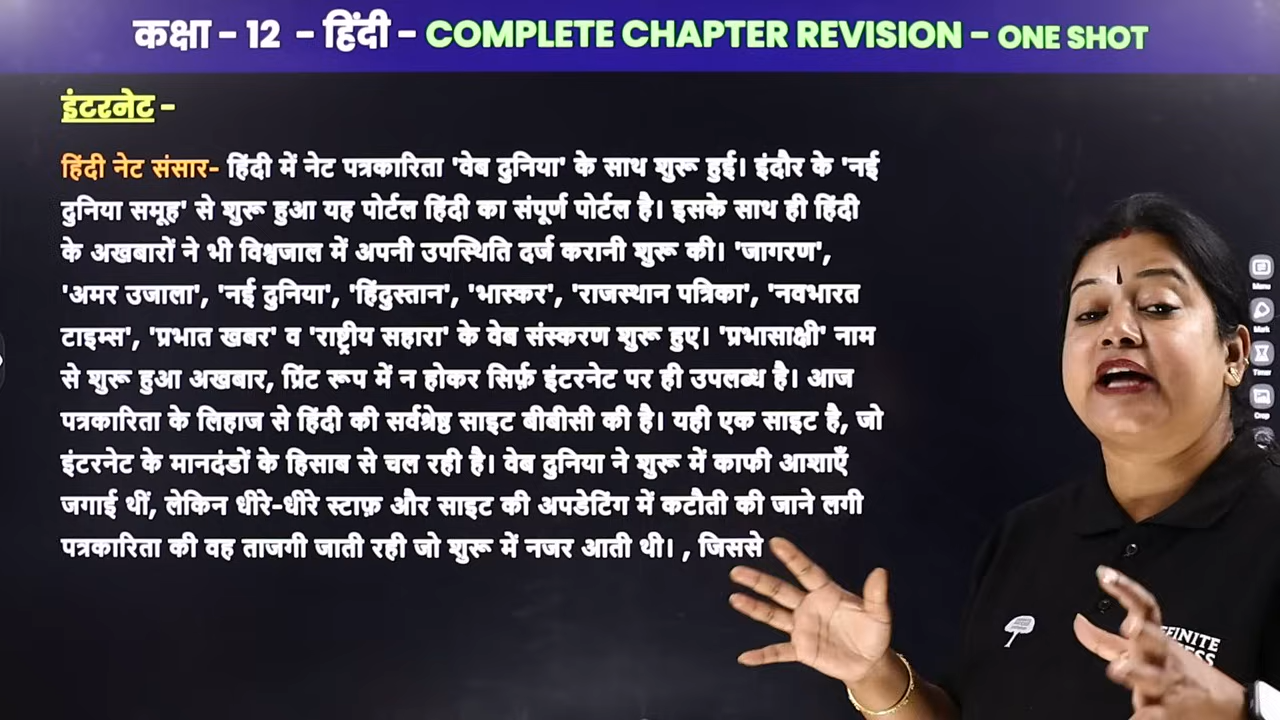 कक्षा - 12 - हिंदी - COMPLETE CHAPTER REVISION - ONE SHOT
इंटरनेट -
हिंदी नेट संसार- हिंदी में नेट पत्रकारिता 'वेब दुनिया' के साथ शुरू हुई। इंदौर के 'नई
दुनिया समूह' से शुरू हुआ यह पोर्टल हिंदी का संपूर्ण पोर्टल है। इसके साथ ही हिंदी
के अखबारों ने भी विश्वजाल में अपनी उपस्थिति दर्ज करानी शुरू की। 'जागरण',
'अमर उजाला', 'नई दुनिया', 'हिंदुस्तान', 'भास्कर', 'राजस्थान पत्रिका', 'नवभारत
टाइम्स', 'प्रभात खबर' व 'राष्ट्रीय सहारा' के वेब संस्करण शुरू हुए। 'प्रभासाक्षी' नाम
से शुरू हुआ अखबार, प्रिंट रूप में न होकर सिर्फ़ इंटरनेट पर ही उपलब्ध है। आज
पत्रकारिता के लिहाज से हिंदी की सर्वश्रेष्ठ साइट बीबीसी की है। यही एक साइट है, जो
इंटरनेट के मानदंडों के हिसाब से चल रही है। वेब दुनिया ने शुरू में काफी आशाएँ
जगाई थीं, लेकिन धीरे-धीरे स्टाफ़ और साइट की अपडेटिंग में कटौती की जाने लगी
पत्रकारिता की वह ताजगी जाती रही जो शुरू में नजर आती थी। , जिससे
Menu
Mark
Timer